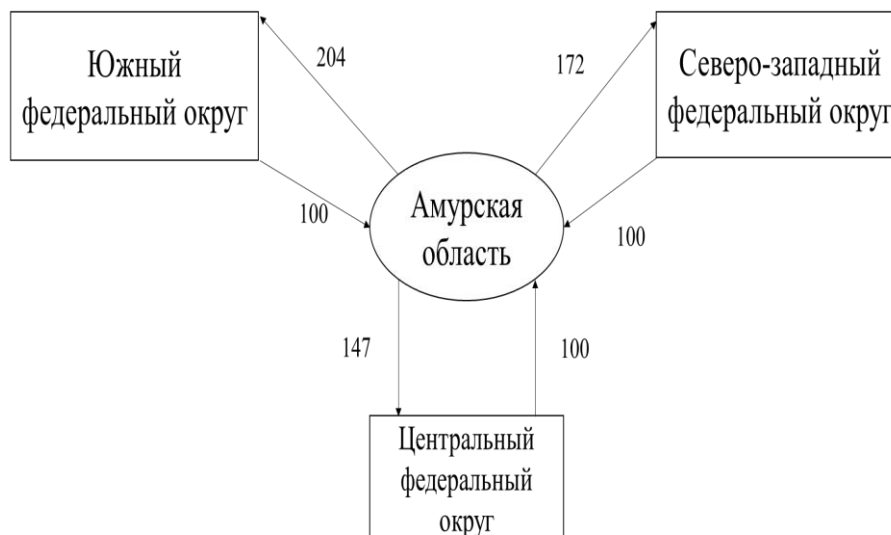 Южный
федеральный округ
204
172
Северо-западный
федеральный округ
100
Амурская
область
100
147
100
Центральный
федеральный
округ